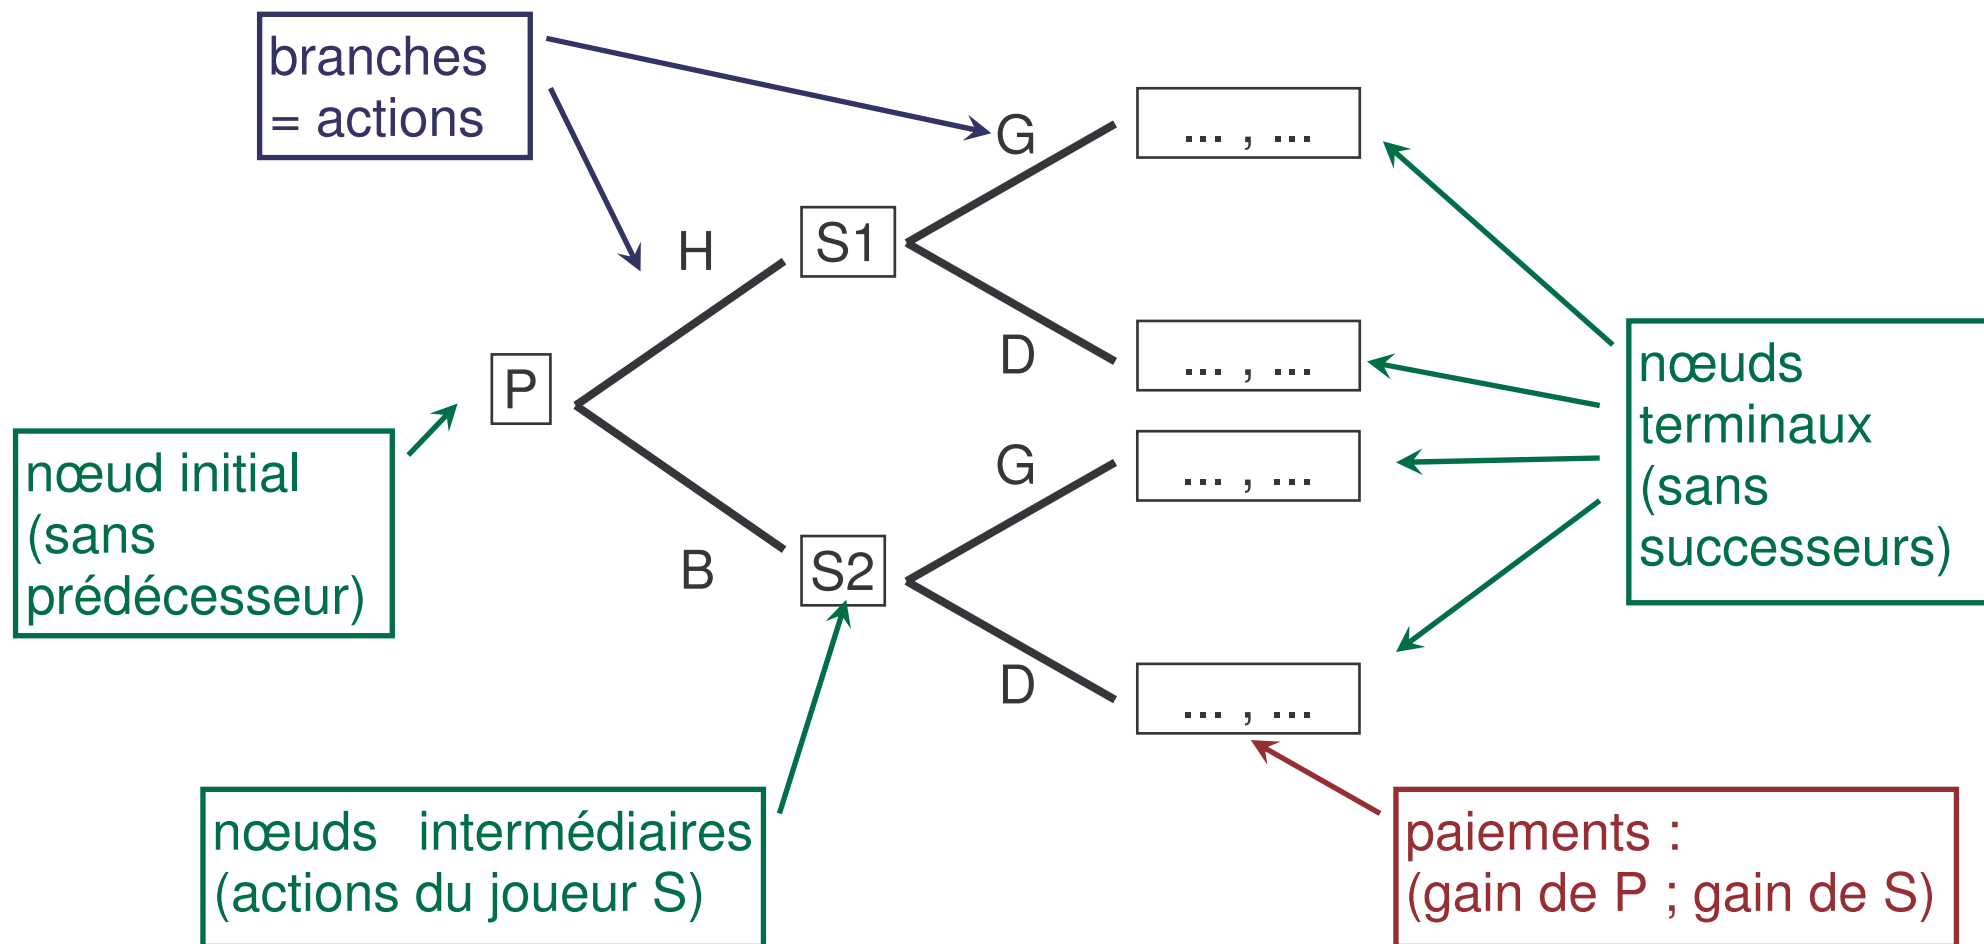 branches
= actions
G
... , ...
H
S1
D
... , ...
P
nœuds
terminaux
(sans
successeurs)
nœud initial
(sans
prédécesseur)
G
... , ...
B
S2
D
... , ...
nœuds intermédiaires
(actions du joueur S)
paiements :
(gain de P ; gain de S)